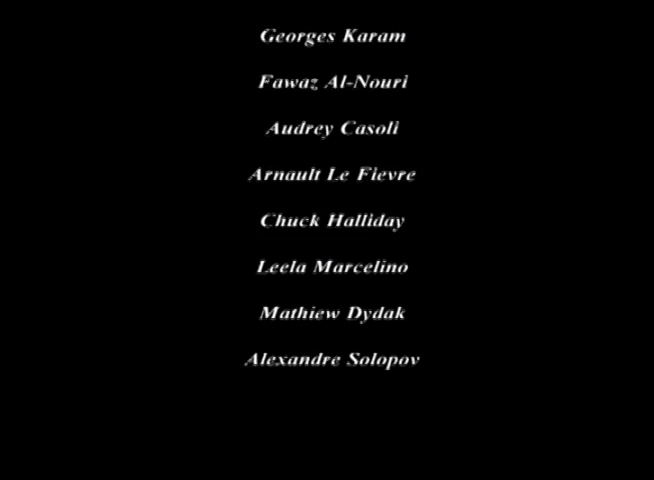 Georges Karam
Fawaz Al-Nouri
Audrey Casoli
Arnault Le Fievre
Chuck Halliday
Leela Marcelino
Mathiew Dydak
Alexandre Solopov